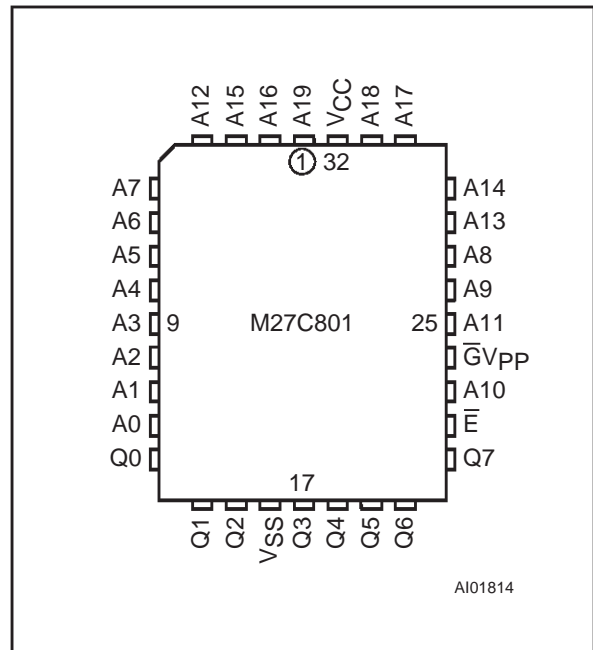 A12 A15 A16 A19 VCC A18 A17
1 32
A7 A14
A6 A13
A5 A8
A4 A9
A3 9 M27C801 25 A11
A2 G̅VPP
A1 A10
A0 E̅
Q0 Q7
17
Q1 Q2 VSS Q3 Q4 Q5 Q6
AI01814